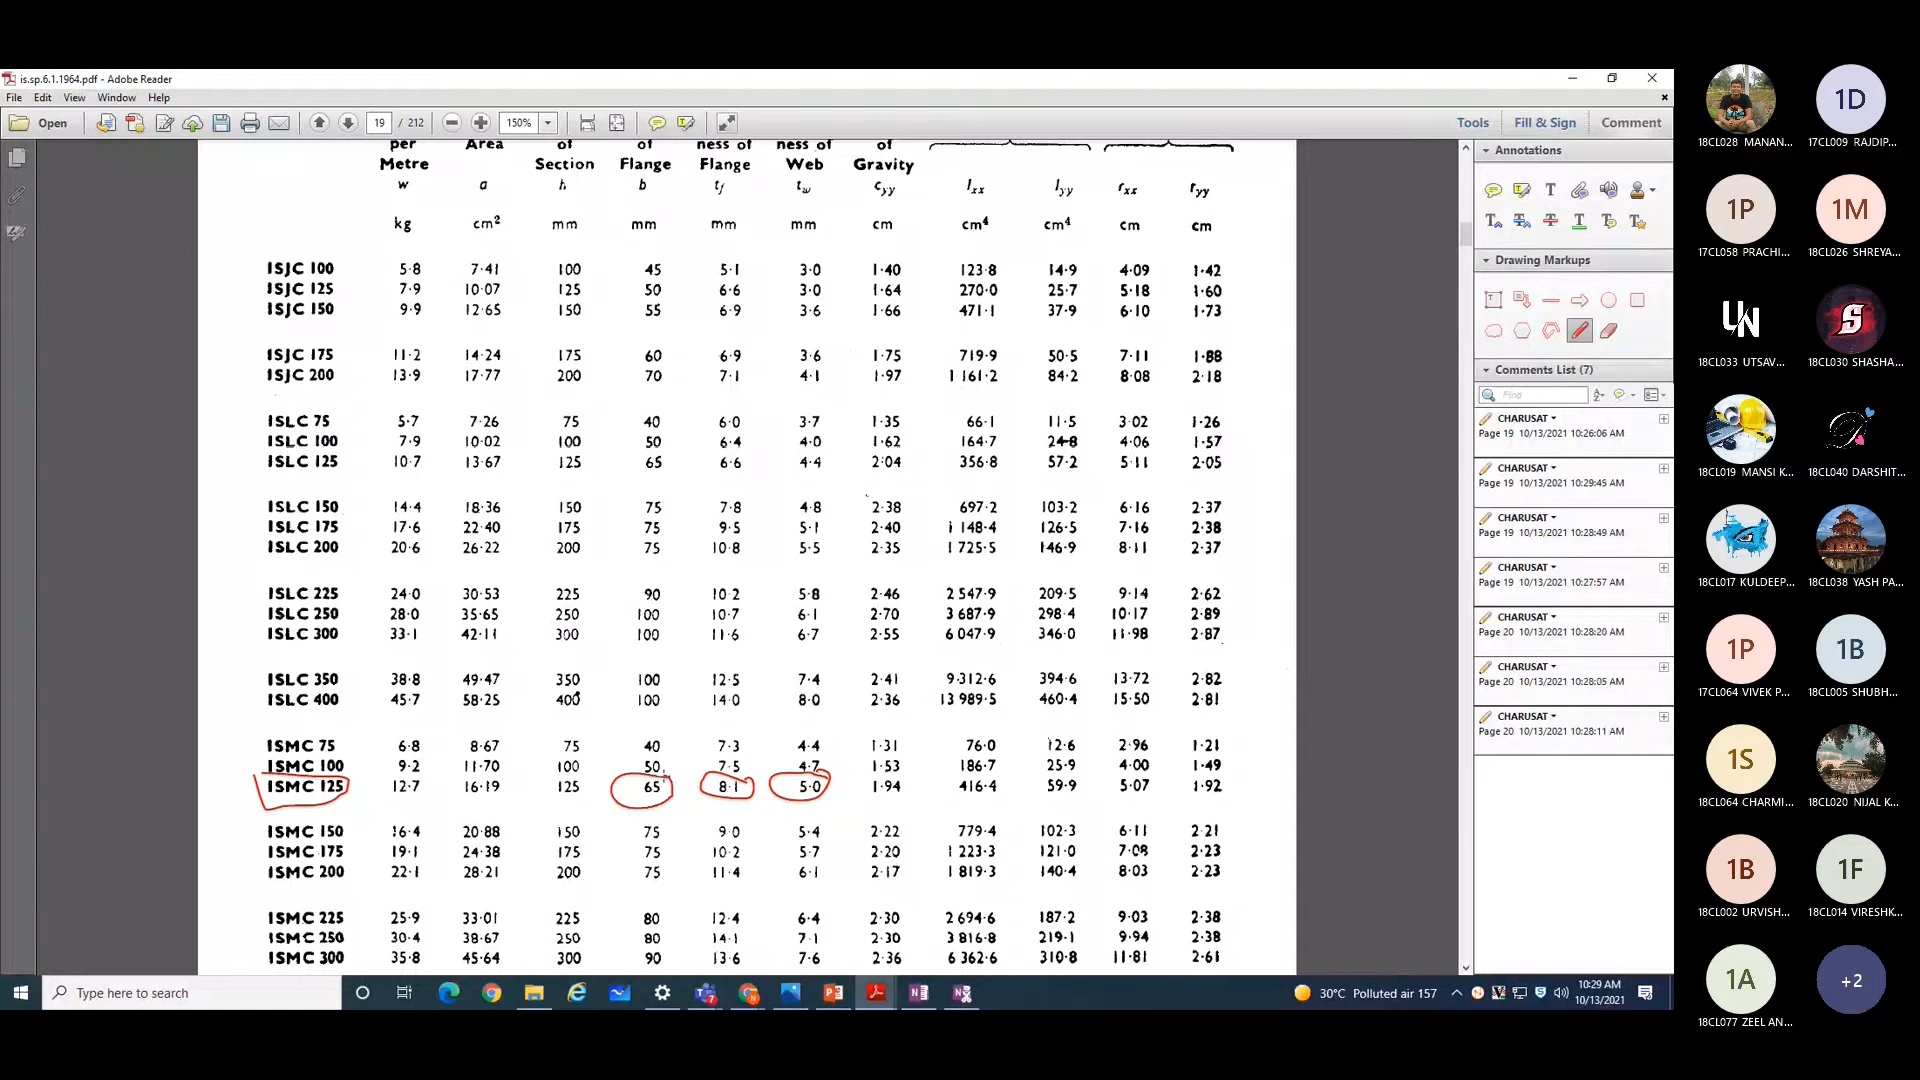 is.sp.6.1.1964.pdf - Adobe Reader
File Edit View Window Help
Open 19 / 212 150% Tools Fill & Sign Comment
per Area of of ness of ness of of
Metre Section Flange Flange Web Gravity
w a h b tf tw cyy Ixx Iyy rxx ryy
kg cm² mm mm mm mm cm cm⁴ cm⁴ cm cm
ISJC 100 5·8 7·41 100 45 5·1 3·0 1·40 123·8 14·9 4·09 1·42
ISJC 125 7·9 10·07 125 50 6·6 3·0 1·64 270·0 25·7 5·18 1·60
ISJC 150 9·9 12·65 150 55 6·9 3·6 1·66 471·1 37·9 6·10 1·73
ISJC 175 11·2 14·24 175 60 6·9 3·6 1·75 719·9 50·5 7·11 1·88
ISJC 200 13·9 17·77 200 70 7·1 4·1 1·97 1 161·2 84·2 8·08 2·18
ISLC 75 5·7 7·26 75 40 6·0 3·7 1·35 66·1 11·5 3·02 1·26
ISLC 100 7·9 10·02 100 50 6·4 4·0 1·62 164·7 24·8 4·06 1·57
ISLC 125 10·7 13·67 125 65 6·6 4·4 2·04 356·8 57·2 5·11 2·05
ISLC 150 14·4 18·36 150 75 7·8 4·8 2·38 697·2 103·2 6·16 2·37
ISLC 175 17·6 22·40 175 75 9·5 5·1 2·40 1 148·4 126·5 7·16 2·38
ISLC 200 20·6 26·22 200 75 10·8 5·5 2·35 1 725·5 146·9 8·11 2·37
ISLC 225 24·0 30·53 225 90 10·2 5·8 2·46 2 547·9 209·5 9·14 2·62
ISLC 250 28·0 35·65 250 100 10·7 6·1 2·70 3 687·9 298·4 10·17 2·89
ISLC 300 33·1 42·11 300 100 11·6 6·7 2·55 6 047·9 346·0 11·98 2·87
ISLC 350 38·8 49·47 350 100 12·5 7·4 2·41 9 312·6 394·6 13·72 2·82
ISLC 400 45·7 58·25 400 100 14·0 8·0 2·36 13 989·5 460·4 15·50 2·81
ISMC 75 6·8 8·67 75 40 7·3 4·4 1·31 76·0 12·6 2·96 1·21
ISMC 100 9·2 11·70 100 50 7·5 4·7 1·53 186·7 25·9 4·00 1·49
ISMC 125 12·7 16·19 125 65 8·1 5·0 1·94 416·4 59·9 5·07 1·92
ISMC 150 16·4 20·88 150 75 9·0 5·4 2·22 779·4 102·3 6·11 2·21
ISMC 175 19·1 24·38 175 75 10·2 5·7 2·20 1 223·3 121·0 7·08 2·23
ISMC 200 22·1 28·21 200 75 11·4 6·1 2·17 1 819·3 140·4 8·03 2·23
ISMC 225 25·9 33·01 225 80 12·4 6·4 2·30 2 694·6 187·2 9·03 2·38
ISMC 250 30·4 38·67 250 80 14·1 7·1 2·30 3 816·8 219·1 9·94 2·38
ISMC 300 35·8 45·64 300 90 13·6 7·6 2·36 6 362·6 310·8 11·81 2·61
Annotations
Drawing Markups
Comments List (7)
Find
CHARUSAT
Page 19 10/13/2021 10:26:06 AM
CHARUSAT
Page 19 10/13/2021 10:29:45 AM
CHARUSAT
Page 19 10/13/2021 10:28:49 AM
CHARUSAT
Page 19 10/13/2021 10:27:57 AM
CHARUSAT
Page 20 10/13/2021 10:28:20 AM
CHARUSAT
Page 20 10/13/2021 10:28:05 AM
CHARUSAT
Page 20 10/13/2021 10:28:11 AM
1D
18CL028 MANAN... 17CL009 RAJDIP...
1P 1M
17CL058 PRACHI... 18CL026 SHREYA...
UN S
18CL033 UTSAV... 18CL030 SHASHA...
18CL019 MANSI K... 18CL040 DARSHIT...
18CL017 KULDEEP... 18CL038 YASH PA...
1P 1B
17CL064 VIVEK P... 18CL005 SHUBH...
1S
18CL064 CHARMI... 18CL020 NIJAL K...
1B 1F
18CL002 URVISH... 18CL014 VIRESHK...
1A +2
18CL077 ZEEL AN...
Type here to search 30°C Polluted air 157 10:29 AM
10/13/2021